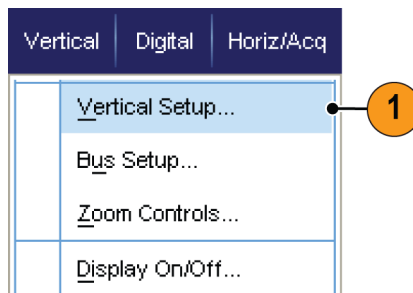 Vertical Digital Horiz/Acq
Vertical Setup... 1
Bus Setup...
Zoom Controls...
Display On/Off...